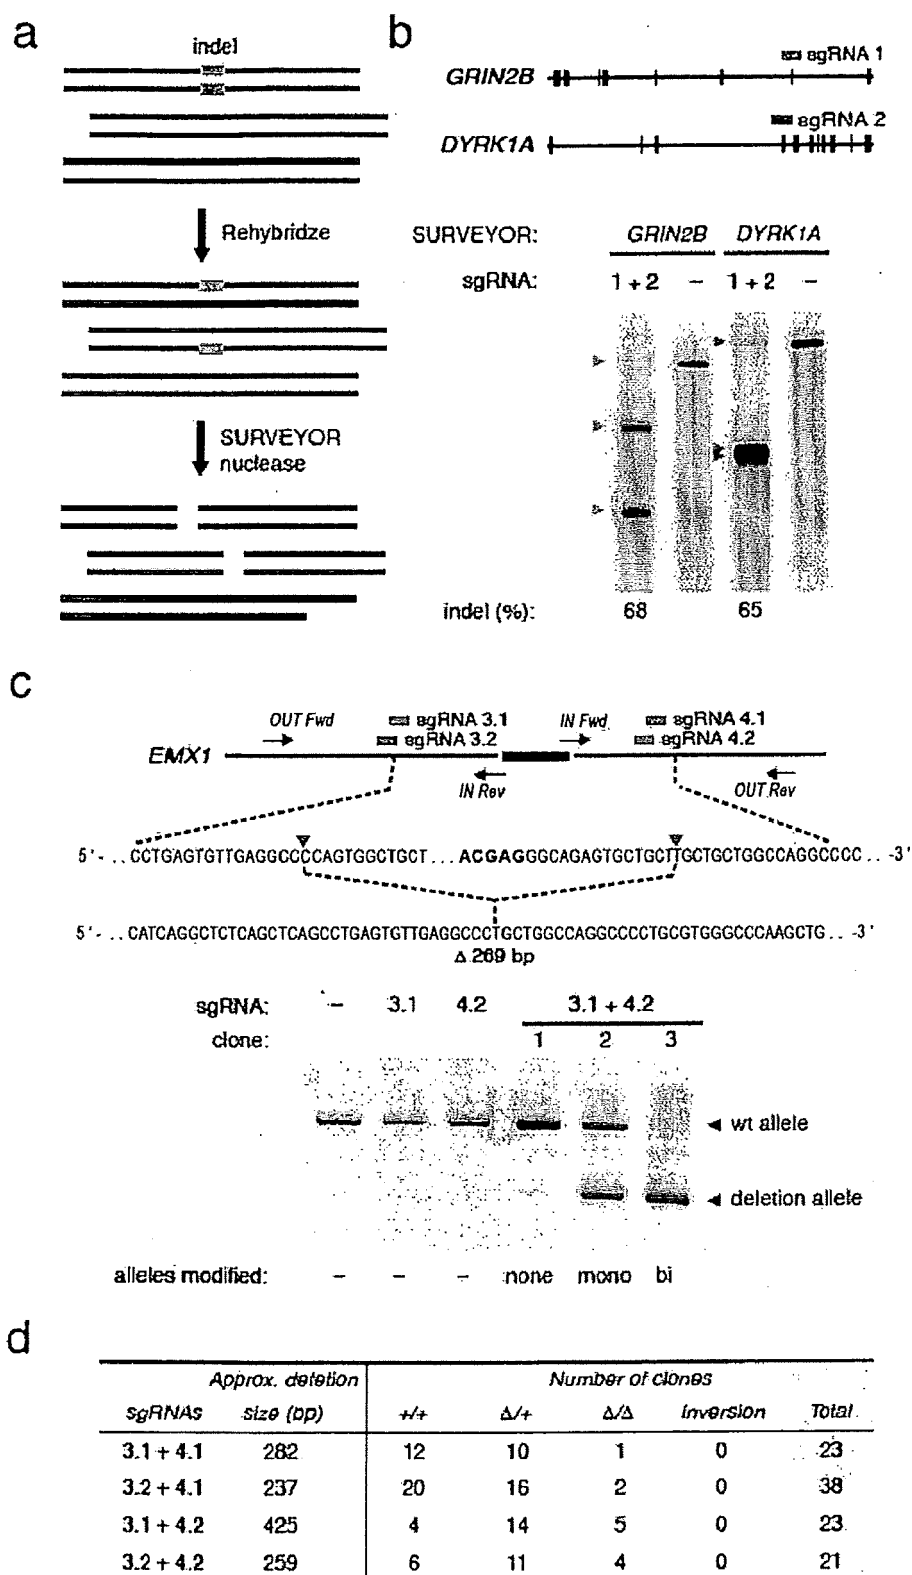 a
indel
Rehybridze
SURVEYOR
nuclease
b
sgRNA 1
GRIN2B
sgRNA 2
DYRK1A
SURVEYOR: GRIN2B DYRK1A
sgRNA: 1 + 2 – 1 + 2 –
indel (%): 68 65
c
OUT Fwd sgRNA 3.1 IN Fwd sgRNA 4.1
sgRNA 3.2 sgRNA 4.2
EMX1
IN Rev OUT Rev
5'- ..CCTGAGTGTTGAGGCCCCAGTGGCTGCT...ACGAGGGCAGAGTGCTGCTTGCTGCTGGCCAGGCCCC.. -3'
5'- ..CATCAGGCTCTCAGCTCAGCCTGAGTGTTGAGGCCCTGCTGGCCAGGCCCCTGCGTGGGCCCAAGCTG.. -3'
Δ 269 bp
sgRNA: – 3.1 4.2 3.1 + 4.2
clone: 1 2 3
wt allele
deletion allele
alleles modified: – – – none mono bi
d
Approx. deletion Number of clones
sgRNAs size (bp) +/+ Δ/+ Δ/Δ Inversion Total
3.1 + 4.1 282 12 10 1 0 23
3.2 + 4.1 237 20 16 2 0 38
3.1 + 4.2 425 4 14 5 0 23
3.2 + 4.2 259 6 11 4 0 21